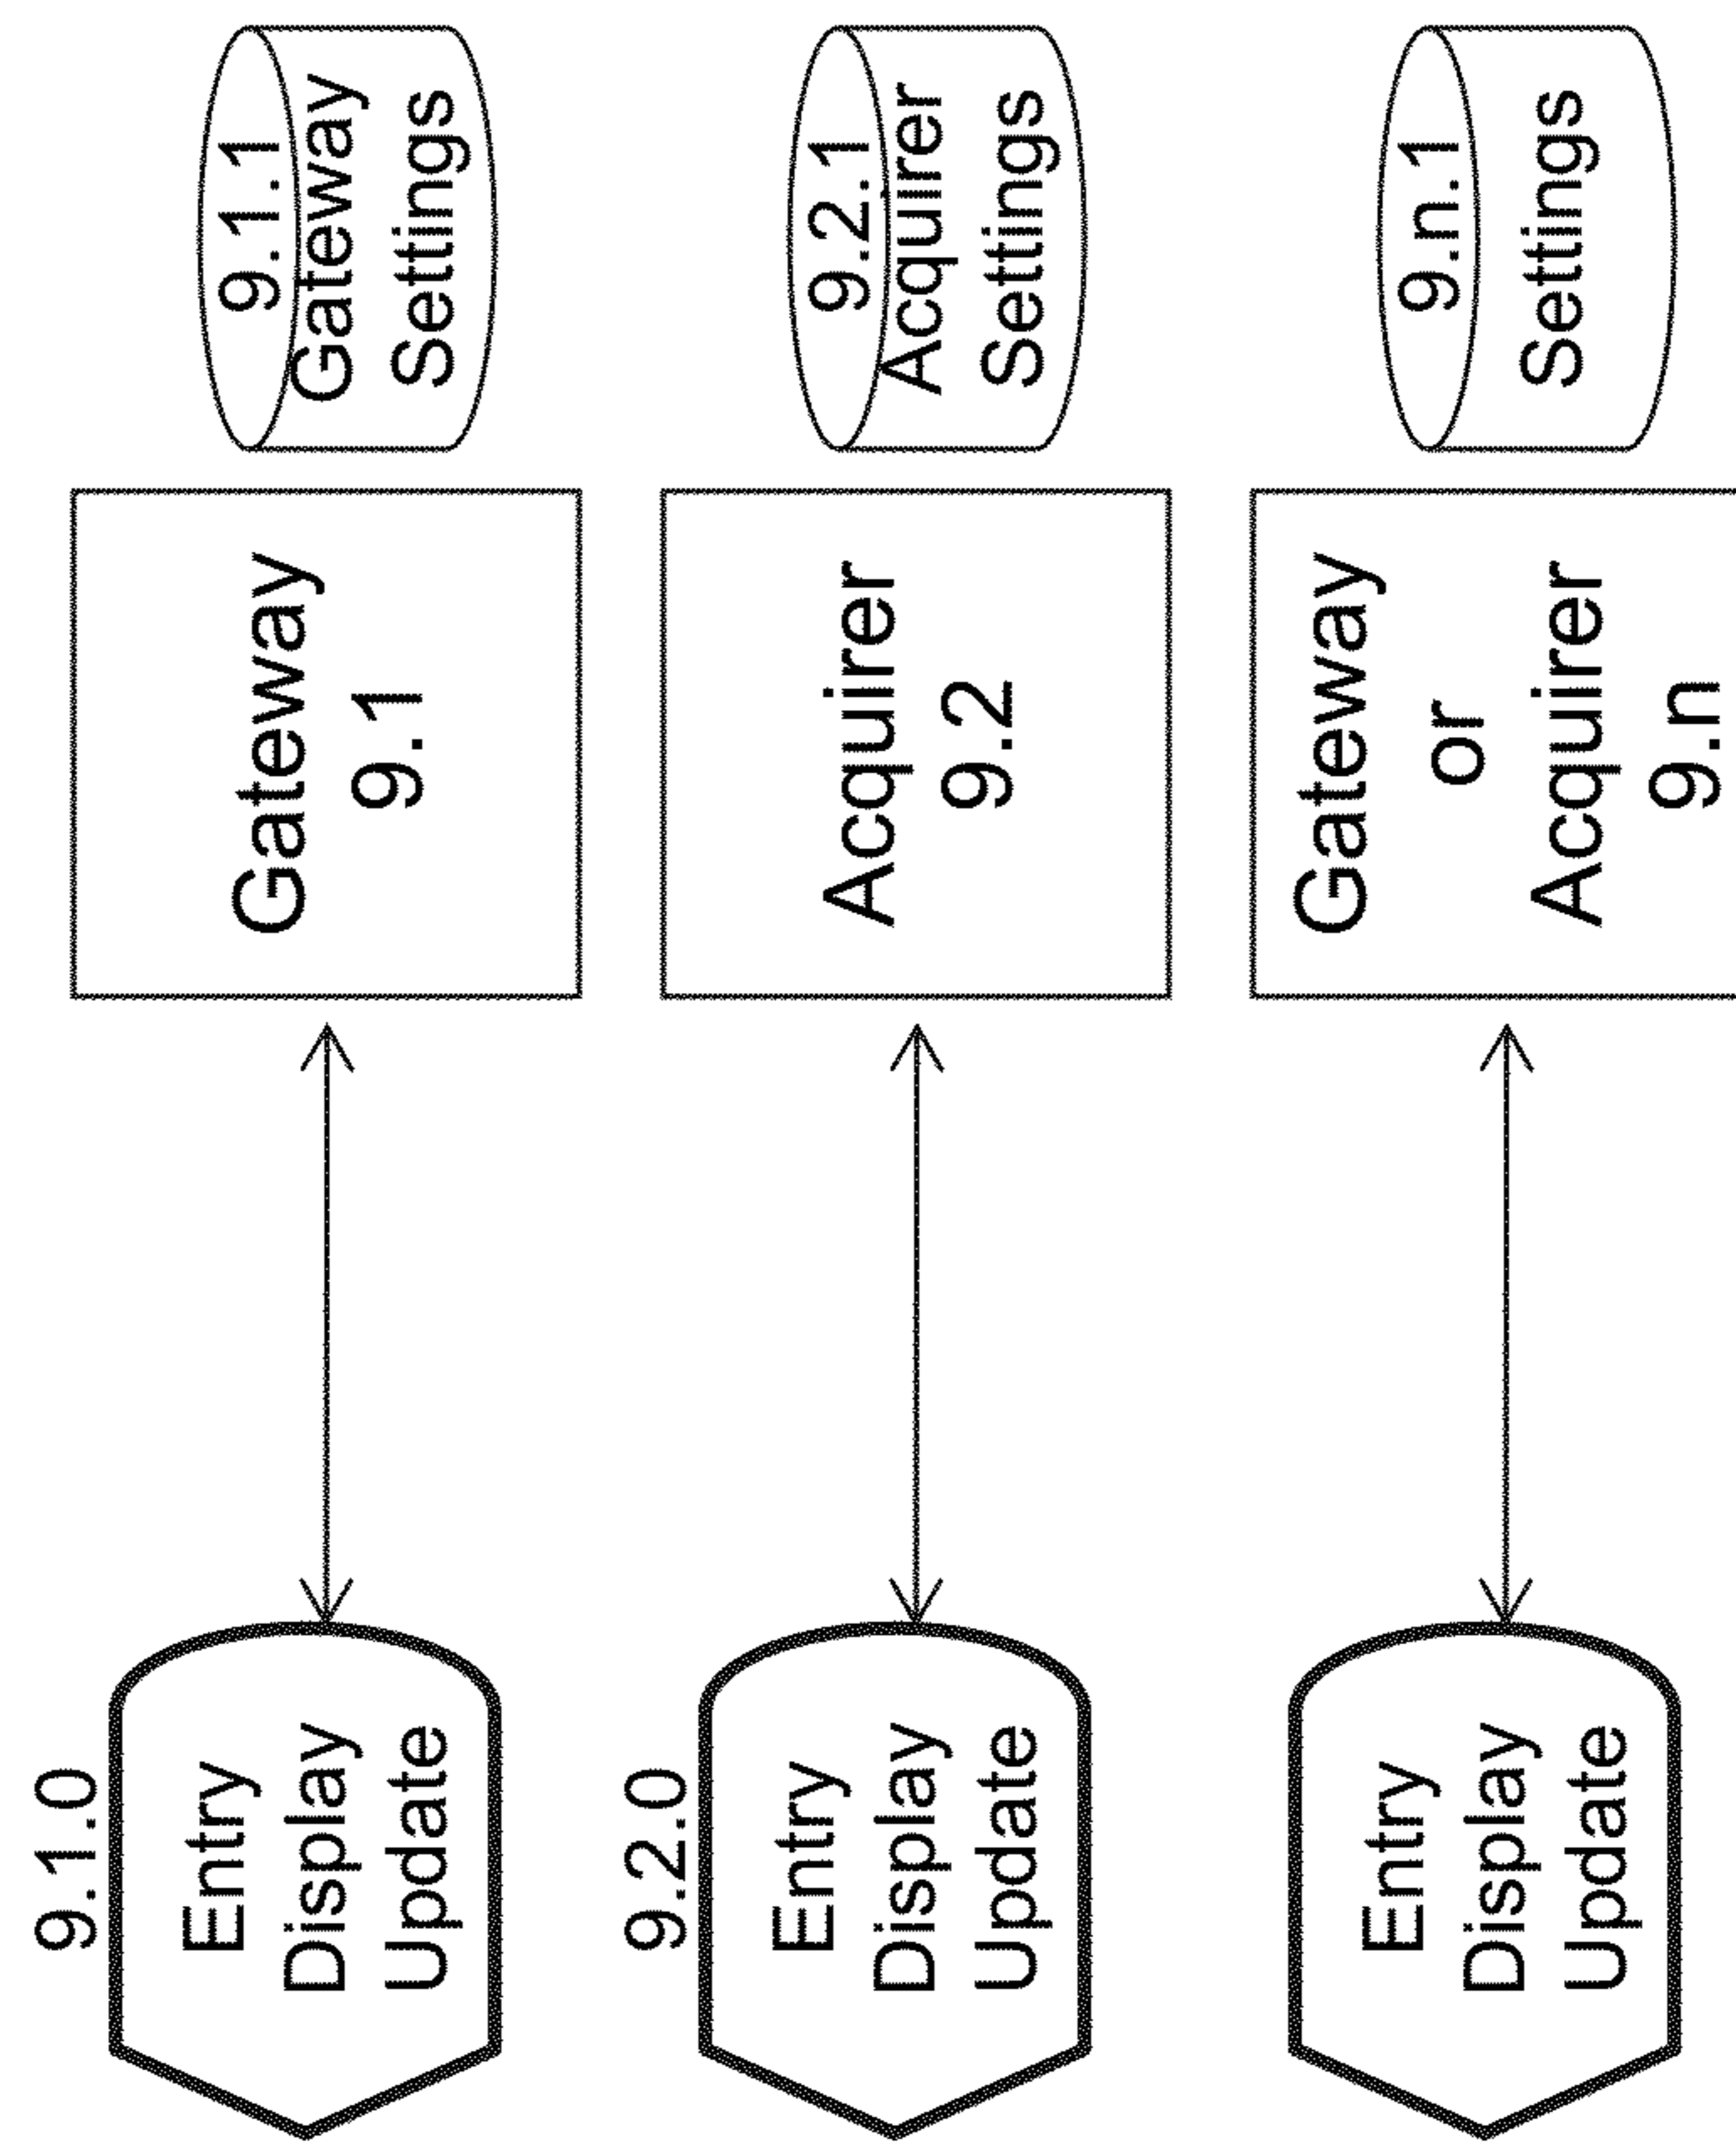 9.1.0
Entry
Display
Update
Gateway
9.1
9.1.1
Gateway
Settings
9.2.0
Entry
Display
Update
Acquirer
9.2
9.2.1
Acquirer
Settings
Entry
Display
Update
Gateway
or
Acquirer
9.n
9.n.1
Settings